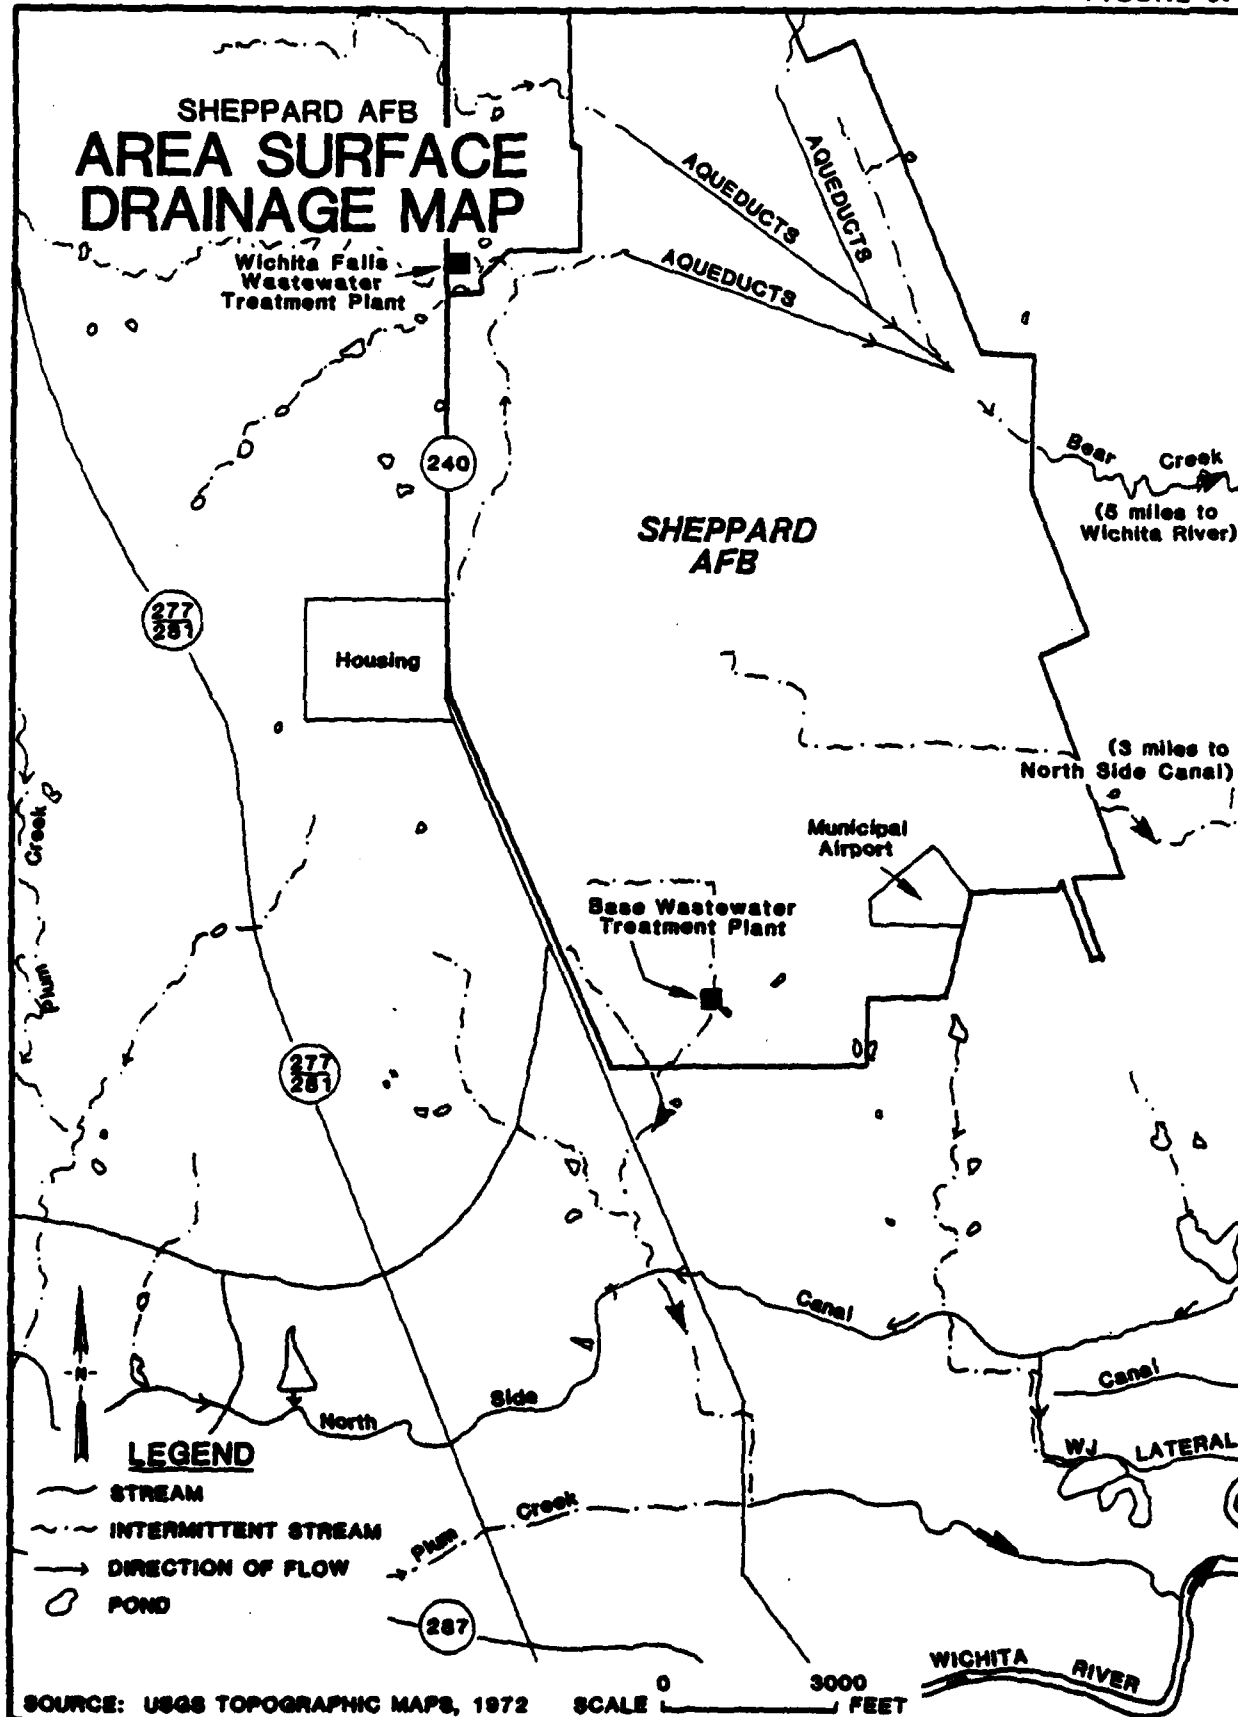 SHEPPARD AFB
AREA SURFACE
DRAINAGE MAP
AQUEDUCTS
AQUEDUCTS
AQUEDUCTS
Wichita Falls
Wastewater
Treatment Plant
240
Bear Creek
(5 miles to
Wichita River)
SHEPPARD
AFB
277
281
Housing
(3 miles to
North Side Canal)
Creek
Plum
Municipal
Airport
Base Wastewater
Treatment Plant
277
281
Canal
N
North Side
Canal
WJ LATERAL
LEGEND
STREAM
INTERMITTENT STREAM
DIRECTION OF FLOW
POND
Plum Creek
287
WICHITA RIVER
SOURCE: USGS TOPOGRAPHIC MAPS, 1972 SCALE 0 3000 FEET